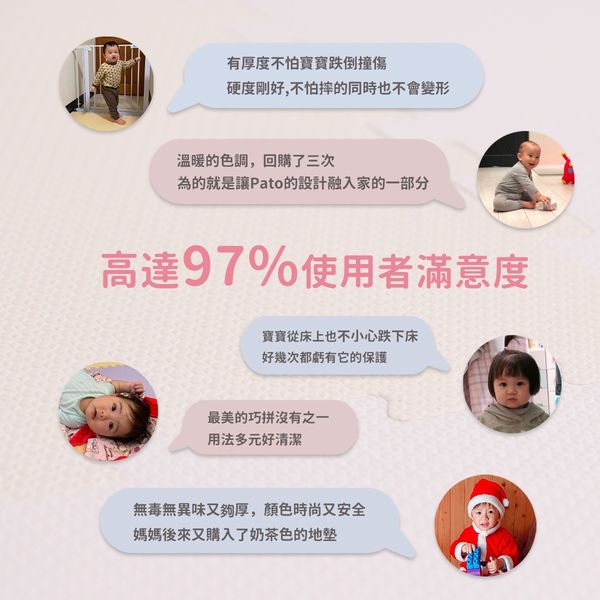 有厚度不怕寶寶跌倒撞傷
硬度剛好,不怕摔的同時也不會變形
溫暖的色調，回購了三次
為的就是讓Pato的設計融入家的一部分
高達97%使用者滿意度
寶寶從床上也不小心跌下床
好幾次都虧有它的保護
最美的巧拼沒有之一
用法多元好清潔
無毒無異味又夠厚，顏色時尚又安全
媽媽後來又購入了奶茶色的地墊